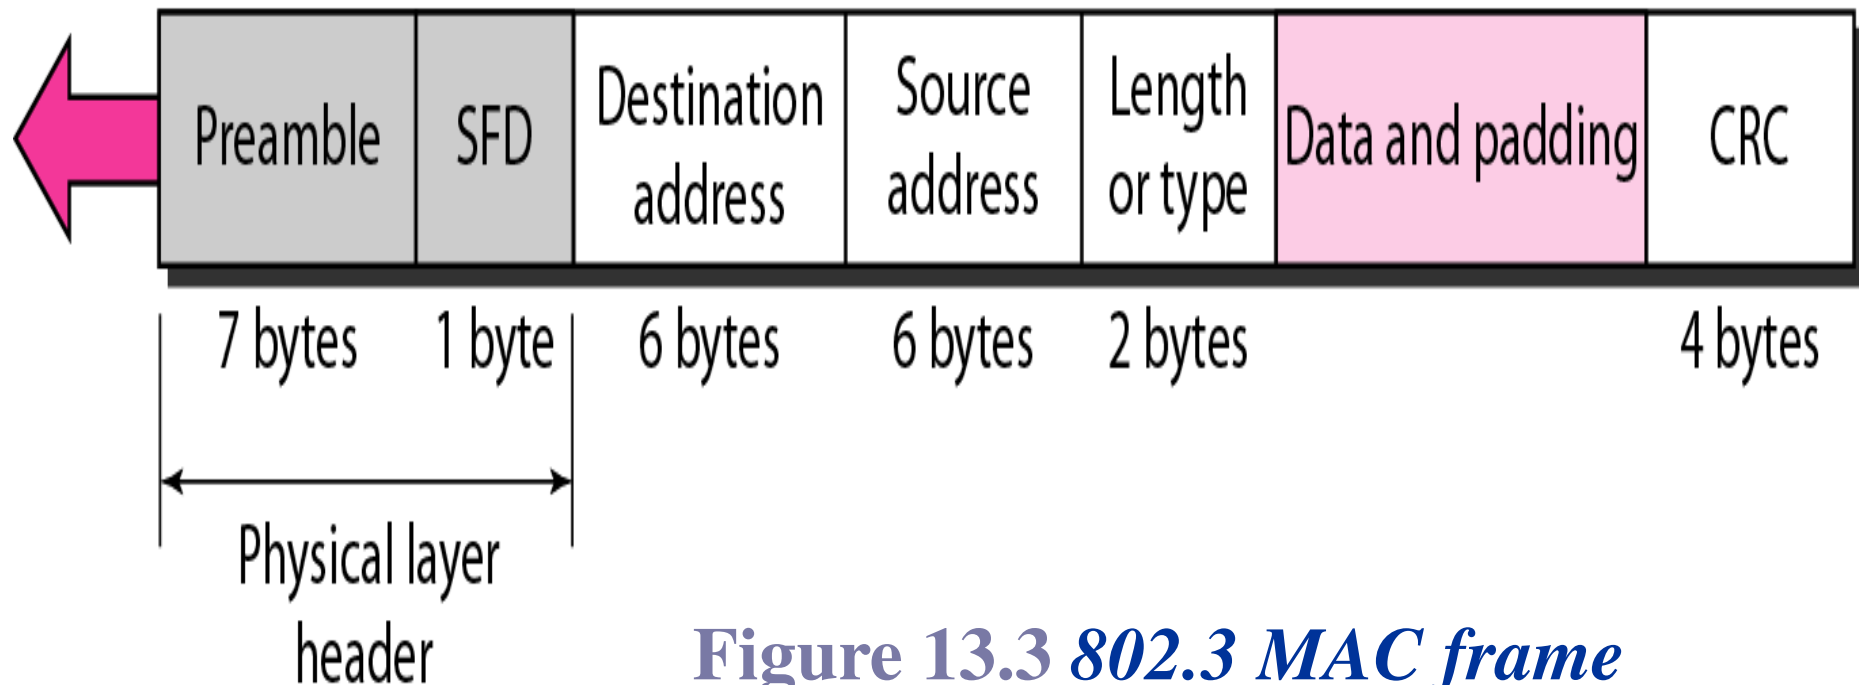 Preamble
SFD
Destination
address
Source
address
Length
or type
Data and padding
CRC
7 bytes
1 byte
6 bytes
6 bytes
2 bytes
4 bytes
Physical layer
header
Figure 13.3 802.3 MAC frame